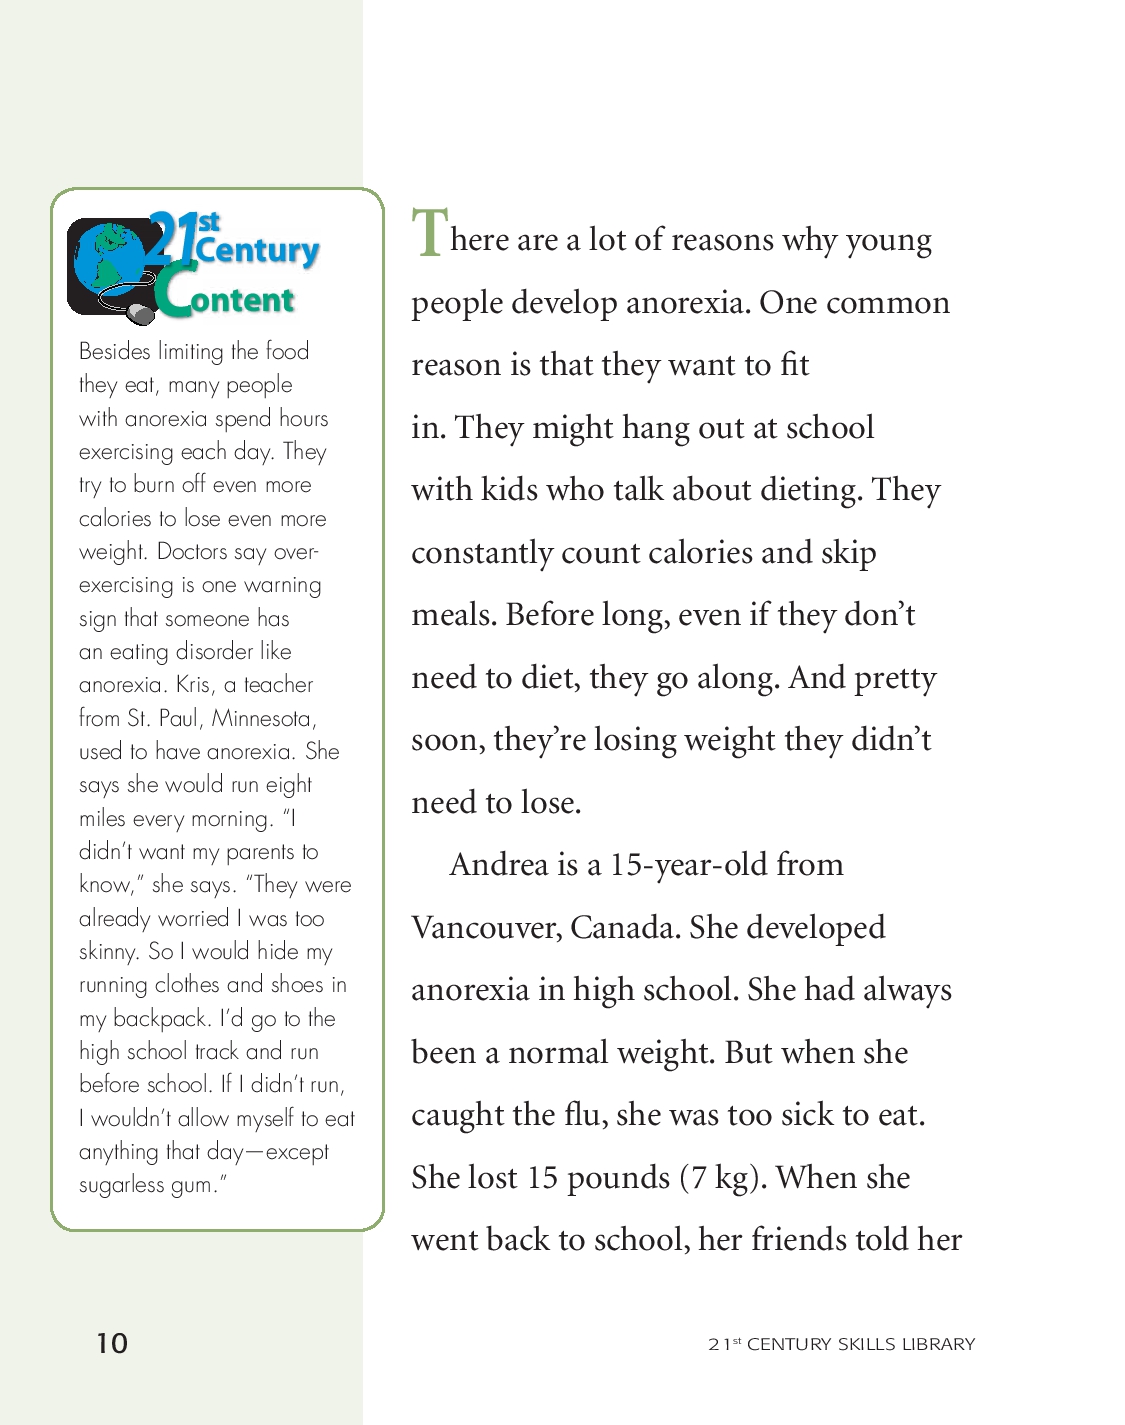 21st
Century
Content
Besides limiting the food
they eat, many people
with anorexia spend hours
exercising each day. They
try to burn off even more
calories to lose even more
weight. Doctors say over-
exercising is one warning
sign that someone has
an eating disorder like
anorexia. Kris, a teacher
from St. Paul, Minnesota,
used to have anorexia. She
says she would run eight
miles every morning. “I
didn’t want my parents to
know,” she says. “They were
already worried I was too
skinny. So I would hide my
running clothes and shoes in
my backpack. I’d go to the
high school track and run
before school. If I didn’t run,
I wouldn’t allow myself to eat
anything that day—except
sugarless gum.”
There are a lot of reasons why young
people develop anorexia. One common
reason is that they want to fit
in. They might hang out at school
with kids who talk about dieting. They
constantly count calories and skip
meals. Before long, even if they don’t
need to diet, they go along. And pretty
soon, they’re losing weight they didn’t
need to lose.
Andrea is a 15-year-old from
Vancouver, Canada. She developed
anorexia in high school. She had always
been a normal weight. But when she
caught the flu, she was too sick to eat.
She lost 15 pounds (7 kg). When she
went back to school, her friends told her
10
21st CENTURY SKILLS LIBRARY